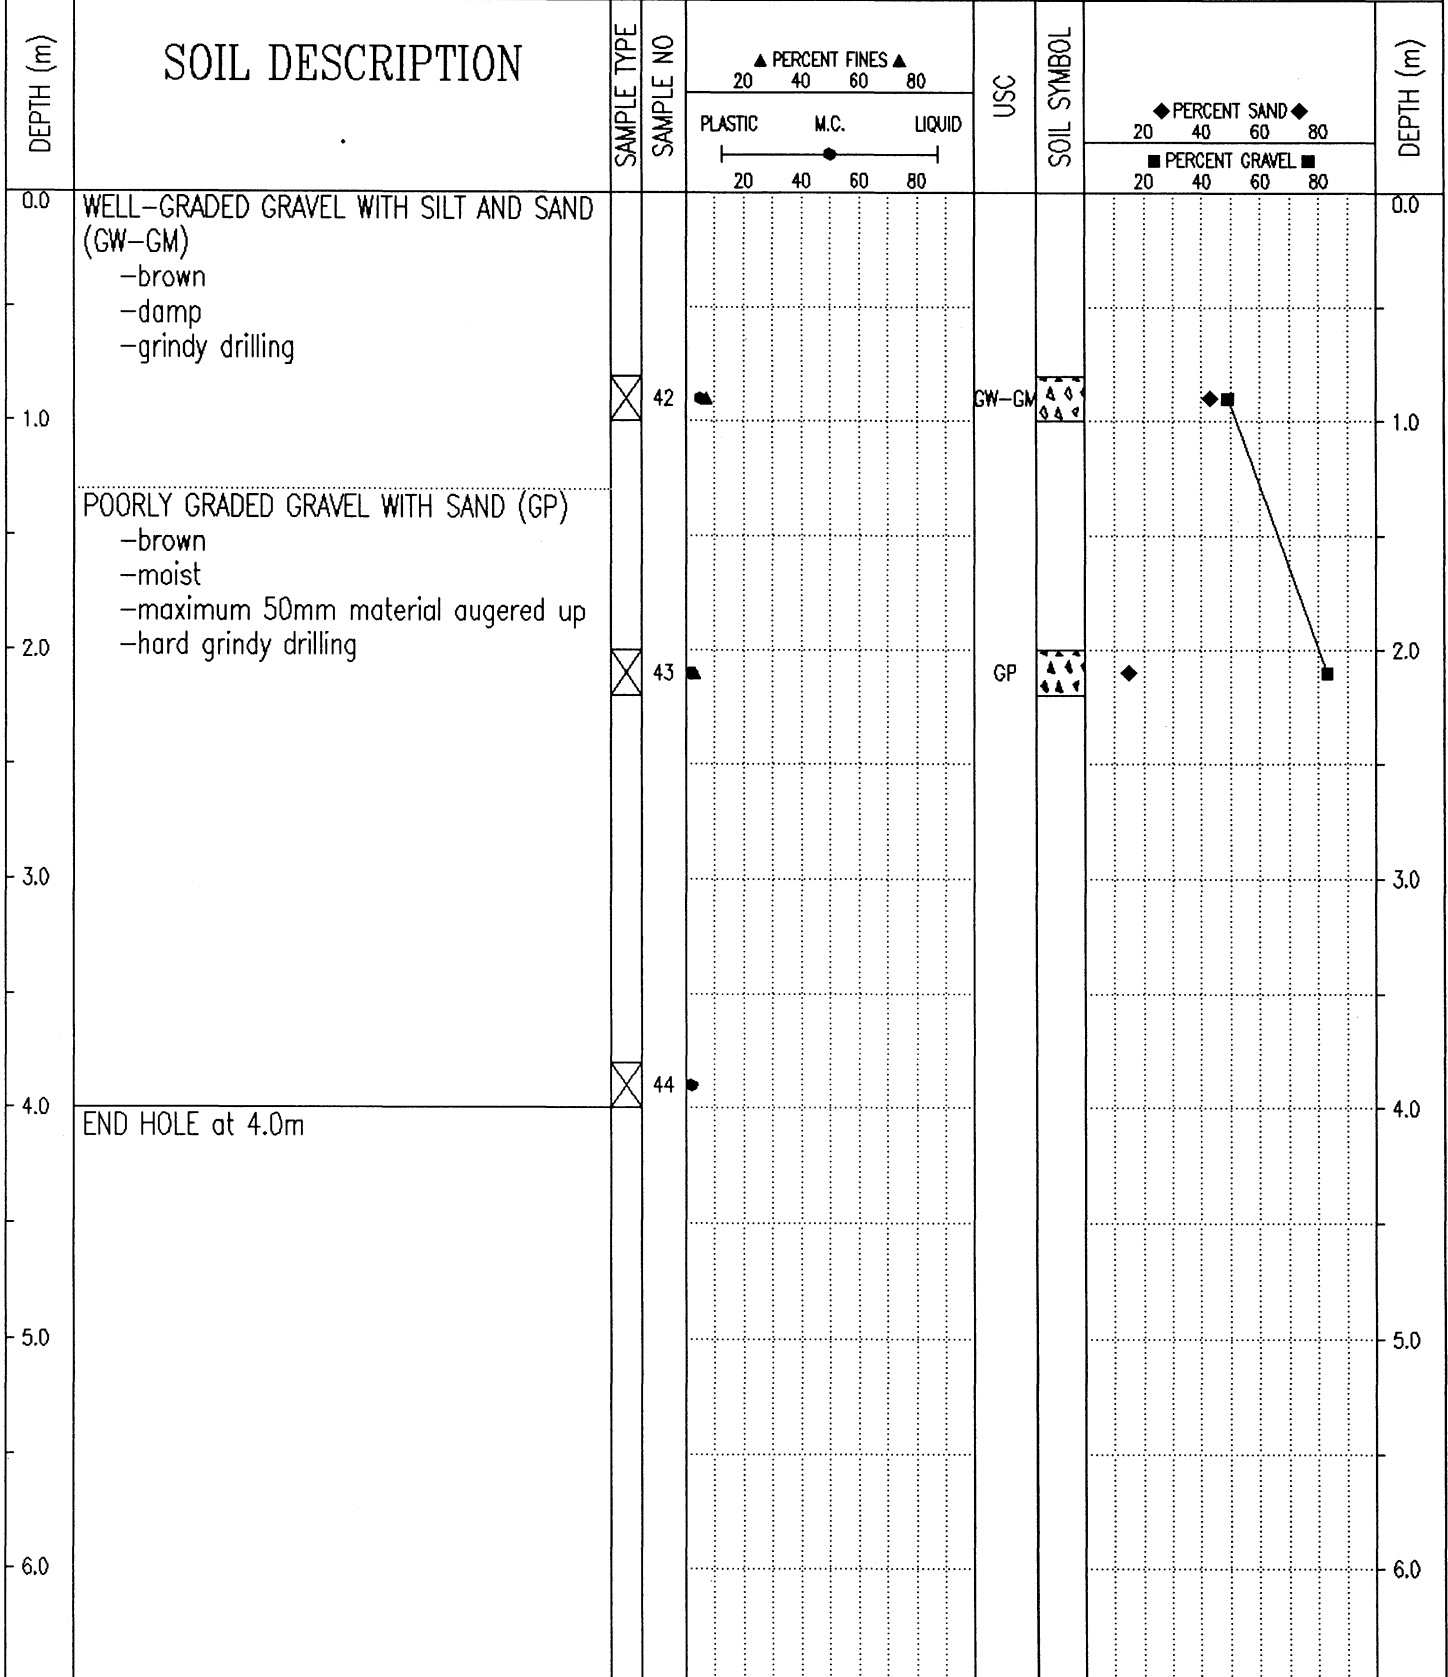 DEPTH (m)
SOIL DESCRIPTION
SAMPLE TYPE
SAMPLE NO
▲ PERCENT FINES ▲
20 40 60 80
PLASTIC M.C. LIQUID
20 40 60 80
USC
SOIL SYMBOL
◆ PERCENT SAND ◆
20 40 60 80
■ PERCENT GRAVEL ■
20 40 60 80
DEPTH (m)
0.0
WELL-GRADED GRAVEL WITH SILT AND SAND
(GW-GM)
-brown
-damp
-grindy drilling
0.0
42
GW-GM
1.0
1.0
POORLY GRADED GRAVEL WITH SAND (GP)
-brown
-moist
-maximum 50mm material augered up
-hard grindy drilling
2.0
2.0
43
GP
3.0
3.0
44
4.0
4.0
END HOLE at 4.0m
5.0
5.0
6.0
6.0